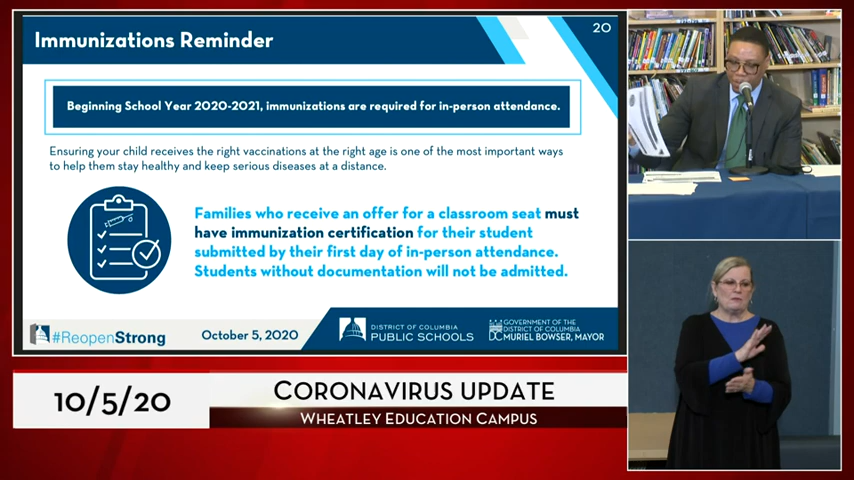 Immunizations Reminder
20
Beginning School Year 2020-2021, immunizations are required for in-person attendance.
Ensuring your child receives the right vaccinations at the right age is one of the most important ways
to help them stay healthy and keep serious diseases at a distance.
Families who receive an offer for a classroom seat must
have immunization certification for their student
submitted by their first day of in-person attendance.
Students without documentation will not be admitted.
#ReopenStrong
October 5, 2020
DISTRICT OF COLUMBIA
PUBLIC SCHOOLS
GOVERNMENT OF THE
DISTRICT OF COLUMBIA
DC MURIEL BOWSER, MAYOR
10/5/20
CORONAVIRUS UPDATE
WHEATLEY EDUCATION CAMPUS